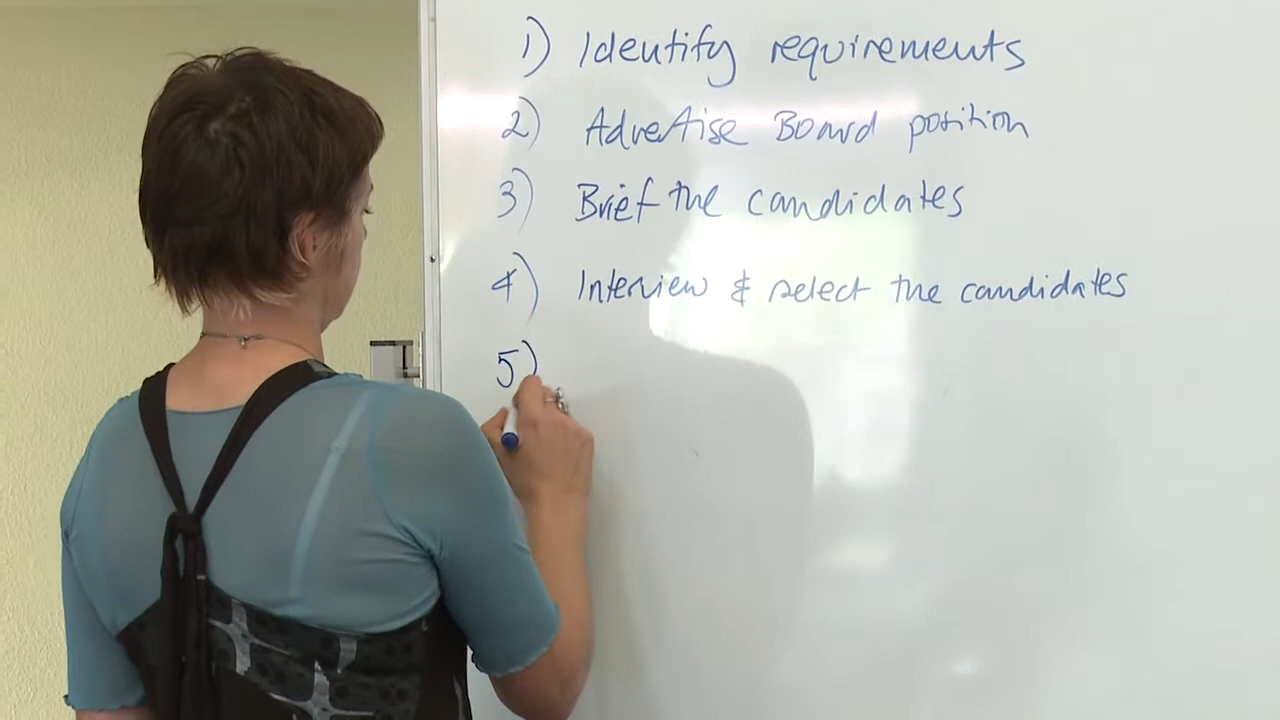 1) Identify requirements
2) Advertise Board position
3) Brief the candidates
4) Interview & select the candidates
5)